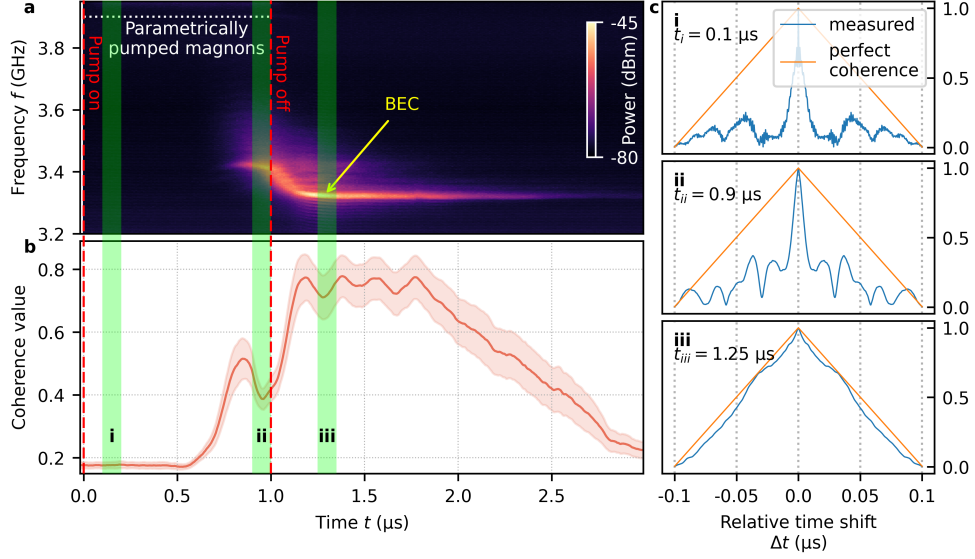 a
Frequency f (GHz)
3.8
3.6
3.4
3.2
Parametrically
pumped magnons
Pump on
Pump off
BEC
Power (dBm)
-45
-80
b
Coherence value
0.8
0.6
0.4
0.2
i
ii
iii
0.0
0.5
1.0
1.5
2.0
2.5
Time t (μs)
c
i
tᵢ = 0.1 μs
measured
perfect
coherence
1.0
0.5
0.0
ii
tᵢᵢ = 0.9 μs
1.0
0.5
0.0
iii
tᵢᵢᵢ = 1.25 μs
1.0
0.5
0.0
-0.1
-0.05
0.0
0.05
0.1
Relative time shift
Δt (μs)